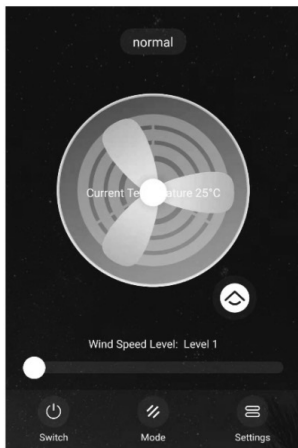 normal
Current Te ature 25°C
Wind Speed Level: Level 1
Switch
Mode
Settings